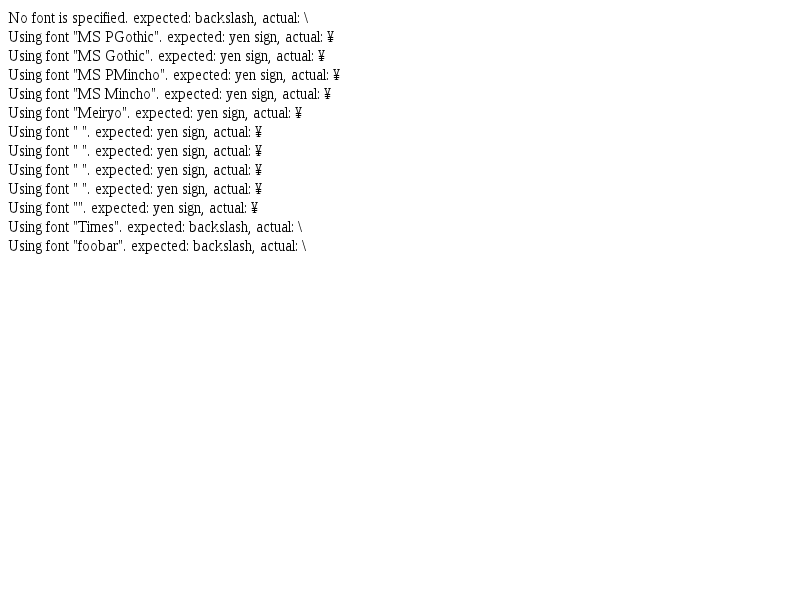 No font is specified. expected: backslash, actual: \
Using font "MS PGothic". expected: yen sign, actual: ¥
Using font "MS Gothic". expected: yen sign, actual: ¥
Using font "MS PMincho". expected: yen sign, actual: ¥
Using font "MS Mincho". expected: yen sign, actual: ¥
Using font "Meiryo". expected: yen sign, actual: ¥
Using font " ". expected: yen sign, actual: ¥
Using font " ". expected: yen sign, actual: ¥
Using font " ". expected: yen sign, actual: ¥
Using font " ". expected: yen sign, actual: ¥
Using font "". expected: yen sign, actual: ¥
Using font "Times". expected: backslash, actual: \
Using font "foobar". expected: backslash, actual: \